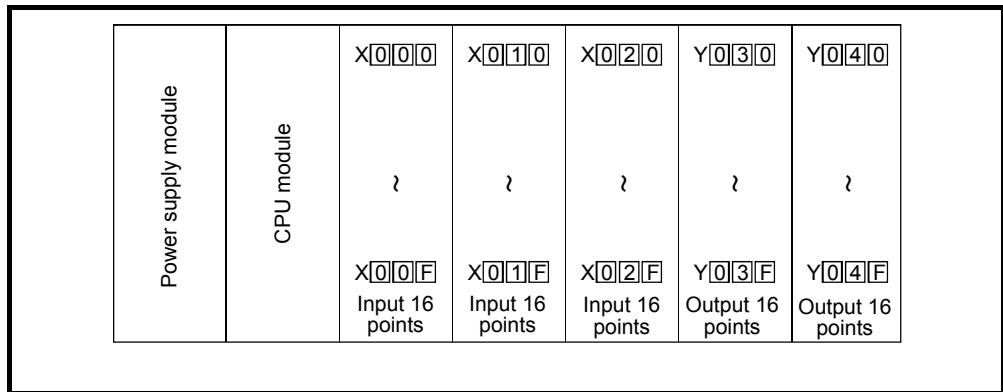 Power supply module
CPU module
X000 X010 X020 Y030 Y040
~ ~ ~ ~ ~
X00F X01F X02F Y03F Y04F
Input 16 points
Input 16 points
Input 16 points
Output 16 points
Output 16 points